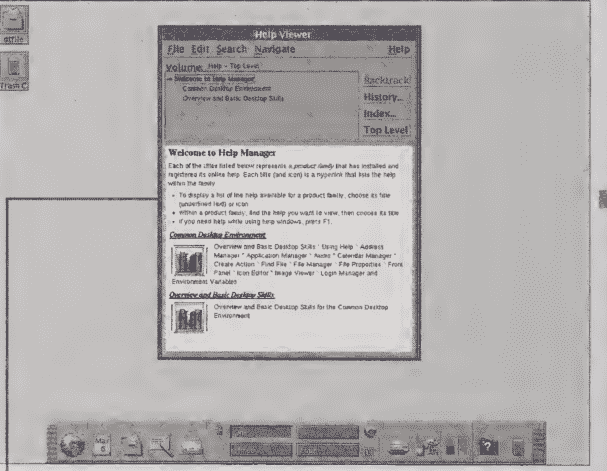 Help Viewer
File Edit Search Navigate Help
Volume: Help - Top Level
Welcome to Help Manager
Common Desktop Environment
Overview and Basic Desktop Skills
Backtrack
History...
Index...
Top Level
Welcome to Help Manager
Each of the titles listed below represents a product family that has installed and
registered its online help. Each title (and icon) is a hyperlink that lists the help
within the family.
• To display a list of the help available for a product family, choose its title
(underlined text) or icon.
• Within a product family, find the help you want to view, then choose its title.
• If you need help while using help windows, press F1.
Common Desktop Environment
Overview and Basic Desktop Skills * Using Help * Address
Manager * Application Manager * Audio * Calendar Manager *
Create Action * Find File * File Manager * File Properties * Front
Panel * Icon Editor * Image Viewer * Login Manager and
Environment Variables
Overview and Basic Desktop Skills
Overview and Basic Desktop Skills for the Common Desktop
Environment